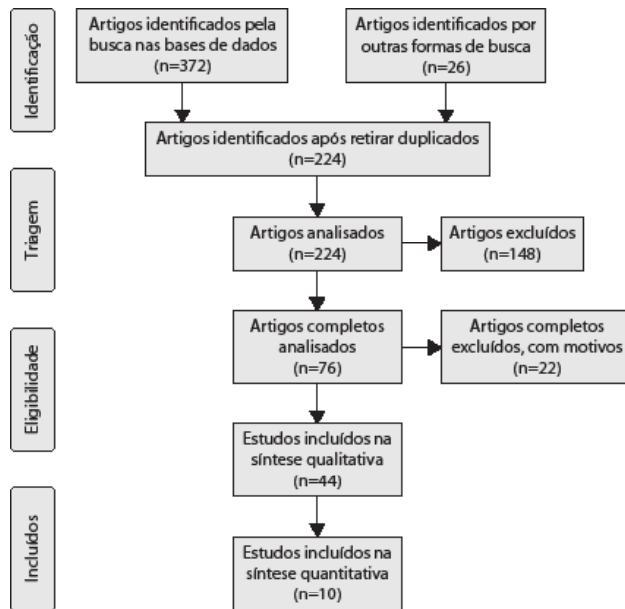 Identificação
Artigos identificados pela
busca nas bases de dados
(n=372)
Artigos identificados por
outras formas de busca
(n=26)
Artigos identificados após retirar duplicados
(n=224)
Triagem
Artigos analisados
(n=224)
Artigos excluídos
(n=148)
Eligibilidade
Artigos completos
analisados
(n=76)
Artigos completos
excluídos, com motivos
(n=22)
Estudos incluídos na
síntese qualitativa
(n=44)
Incluídos
Estudos incluídos na
síntese quantitativa
(n=10)